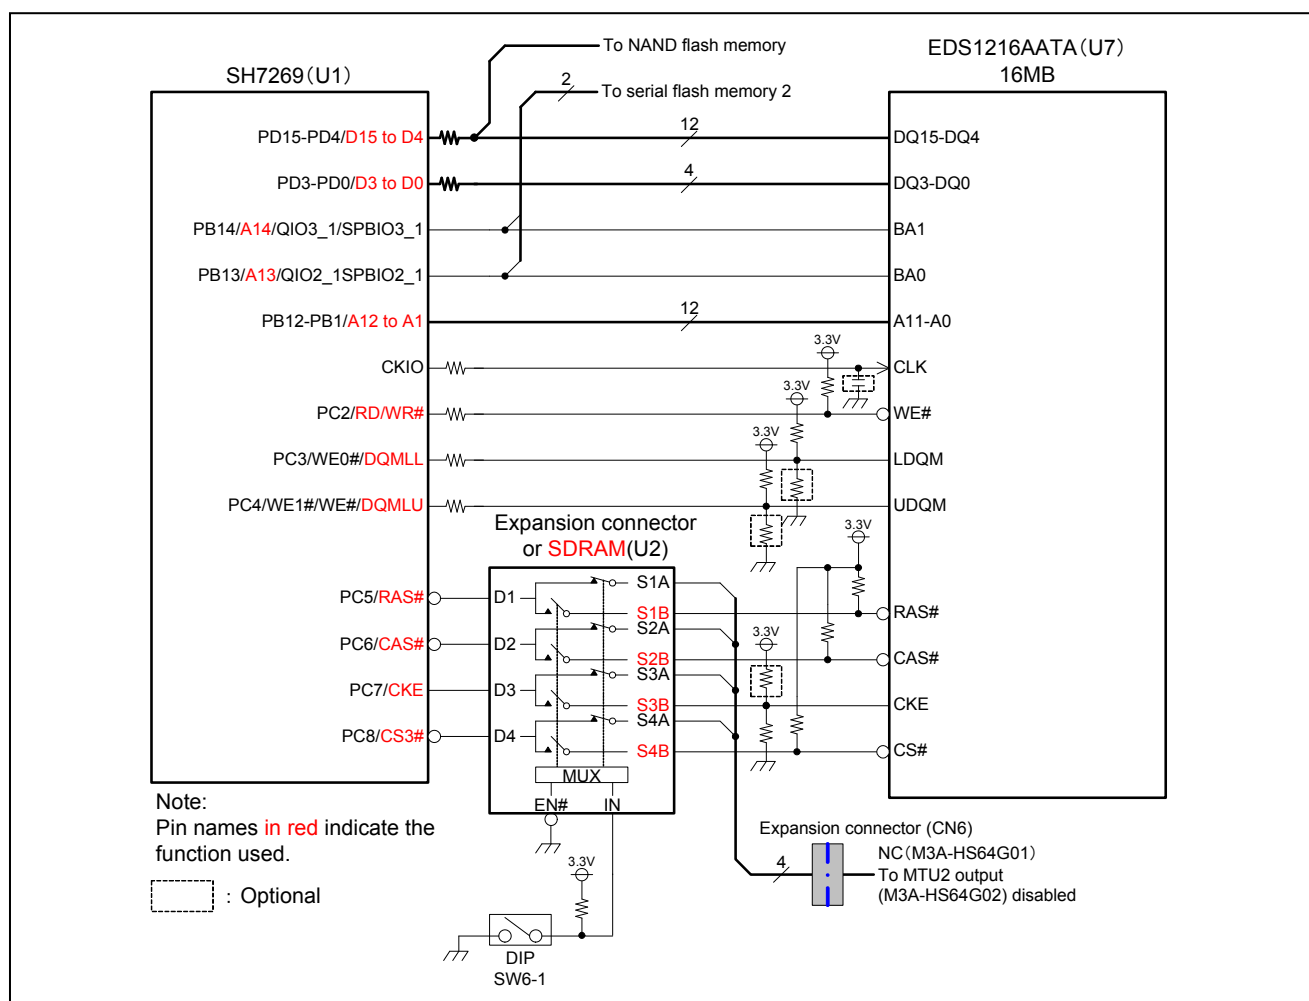 To NAND flash memory
EDS1216AATA(U7)
16MB
SH7269(U1)
2
To serial flash memory 2
PD15-PD4/D15 to D4
12
DQ15-DQ4
PD3-PD0/D3 to D0
4
DQ3-DQ0
PB14/A14/QIO3_1/SPBIO3_1
BA1
PB13/A13/QIO2_1SPBIO2_1
BA0
PB12-PB1/A12 to A1
12
A11-A0
3.3V
CKIO
CLK
3.3V
PC2/RD/WR#
WE#
3.3V
PC3/WE0#/DQMLL
LDQM
PC4/WE1#/WE#/DQMLU
UDQM
Expansion connector
or SDRAM(U2)
3.3V
S1A
PC5/RAS#
D1
S1B
RAS#
S2A
3.3V
PC6/CAS#
D2
S2B
CAS#
S3A
PC7/CKE
D3
S3B
CKE
S4A
PC8/CS3#
D4
S4B
CS#
MUX
EN# IN
Note:
Pin names in red indicate the
function used.
: Optional
3.3V
DIP
SW6-1
Expansion connector (CN6)
4
NC(M3A-HS64G01)
To MTU2 output
(M3A-HS64G02) disabled